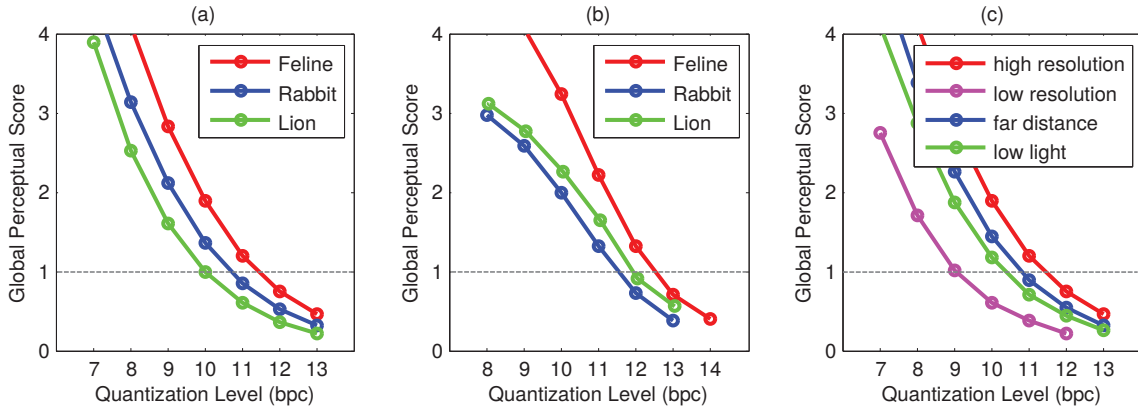 (a)
Global Perceptual Score
4
3
2
1
0
Feline
Rabbit
Lion
7 8 9 10 11 12 13
Quantization Level (bpc)
(b)
Global Perceptual Score
4
3
2
1
0
Feline
Rabbit
Lion
8 9 10 11 12 13 14
Quantization Level (bpc)
(c)
Global Perceptual Score
4
3
2
1
0
high resolution
low resolution
far distance
low light
7 8 9 10 11 12 13
Quantization Level (bpc)